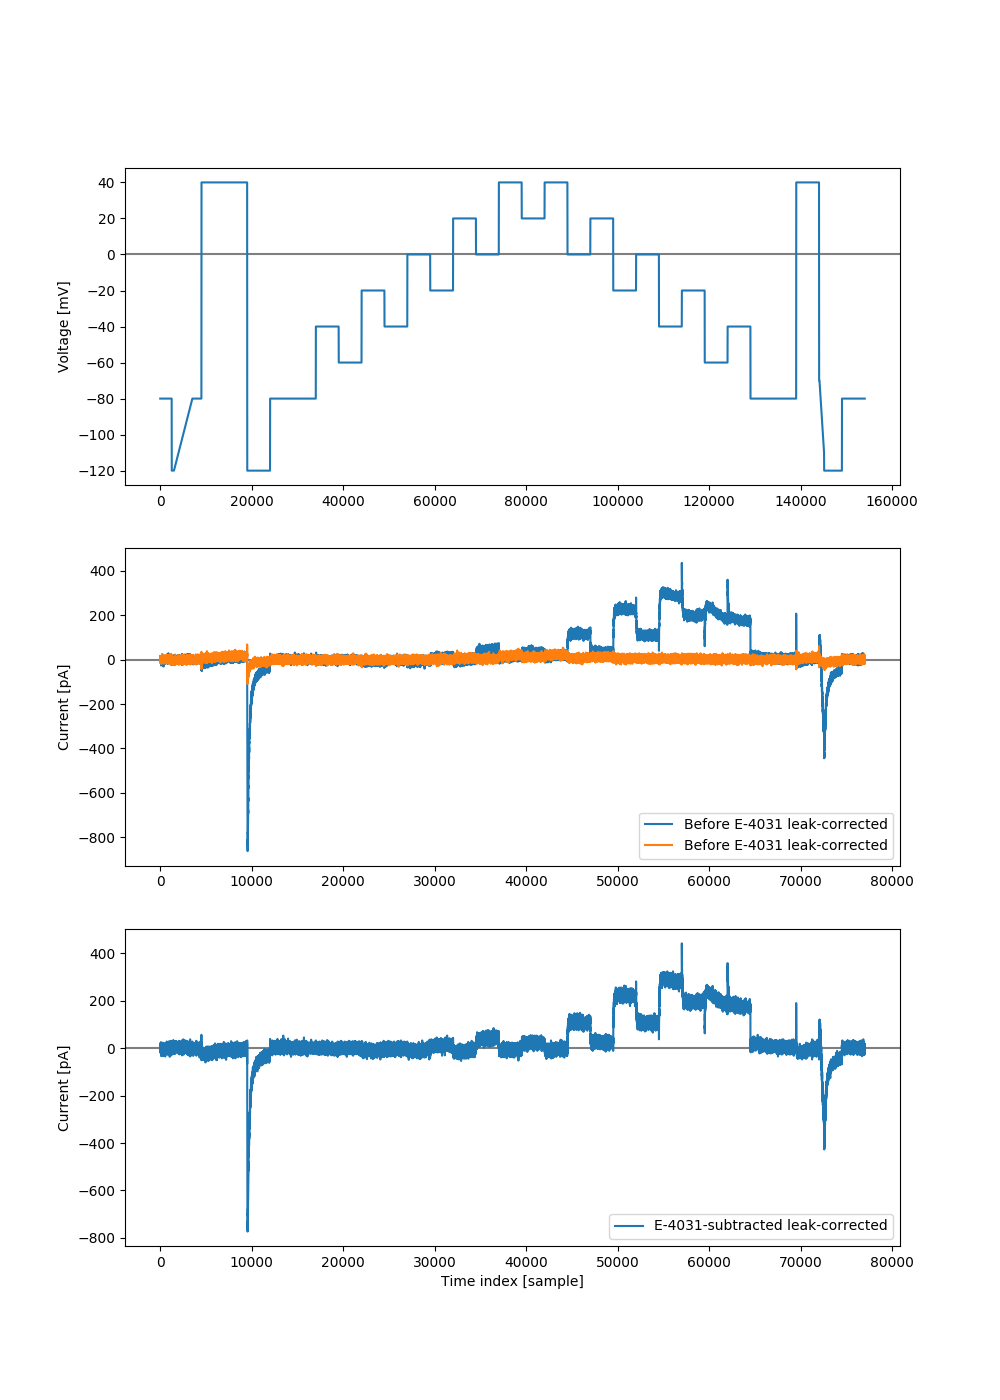 40
20
0
−20
−40
−60
−80
−100
−120
Voltage [mV]
0 20000 40000 60000 80000 100000 120000 140000 160000
400
200
0
−200
−400
−600
−800
Current [pA]
Before E-4031 leak-corrected
Before E-4031 leak-corrected
0 10000 20000 30000 40000 50000 60000 70000 80000
400
200
0
−200
−400
−600
−800
Current [pA]
E-4031-subtracted leak-corrected
0 10000 20000 30000 40000 50000 60000 70000 80000
Time index [sample]